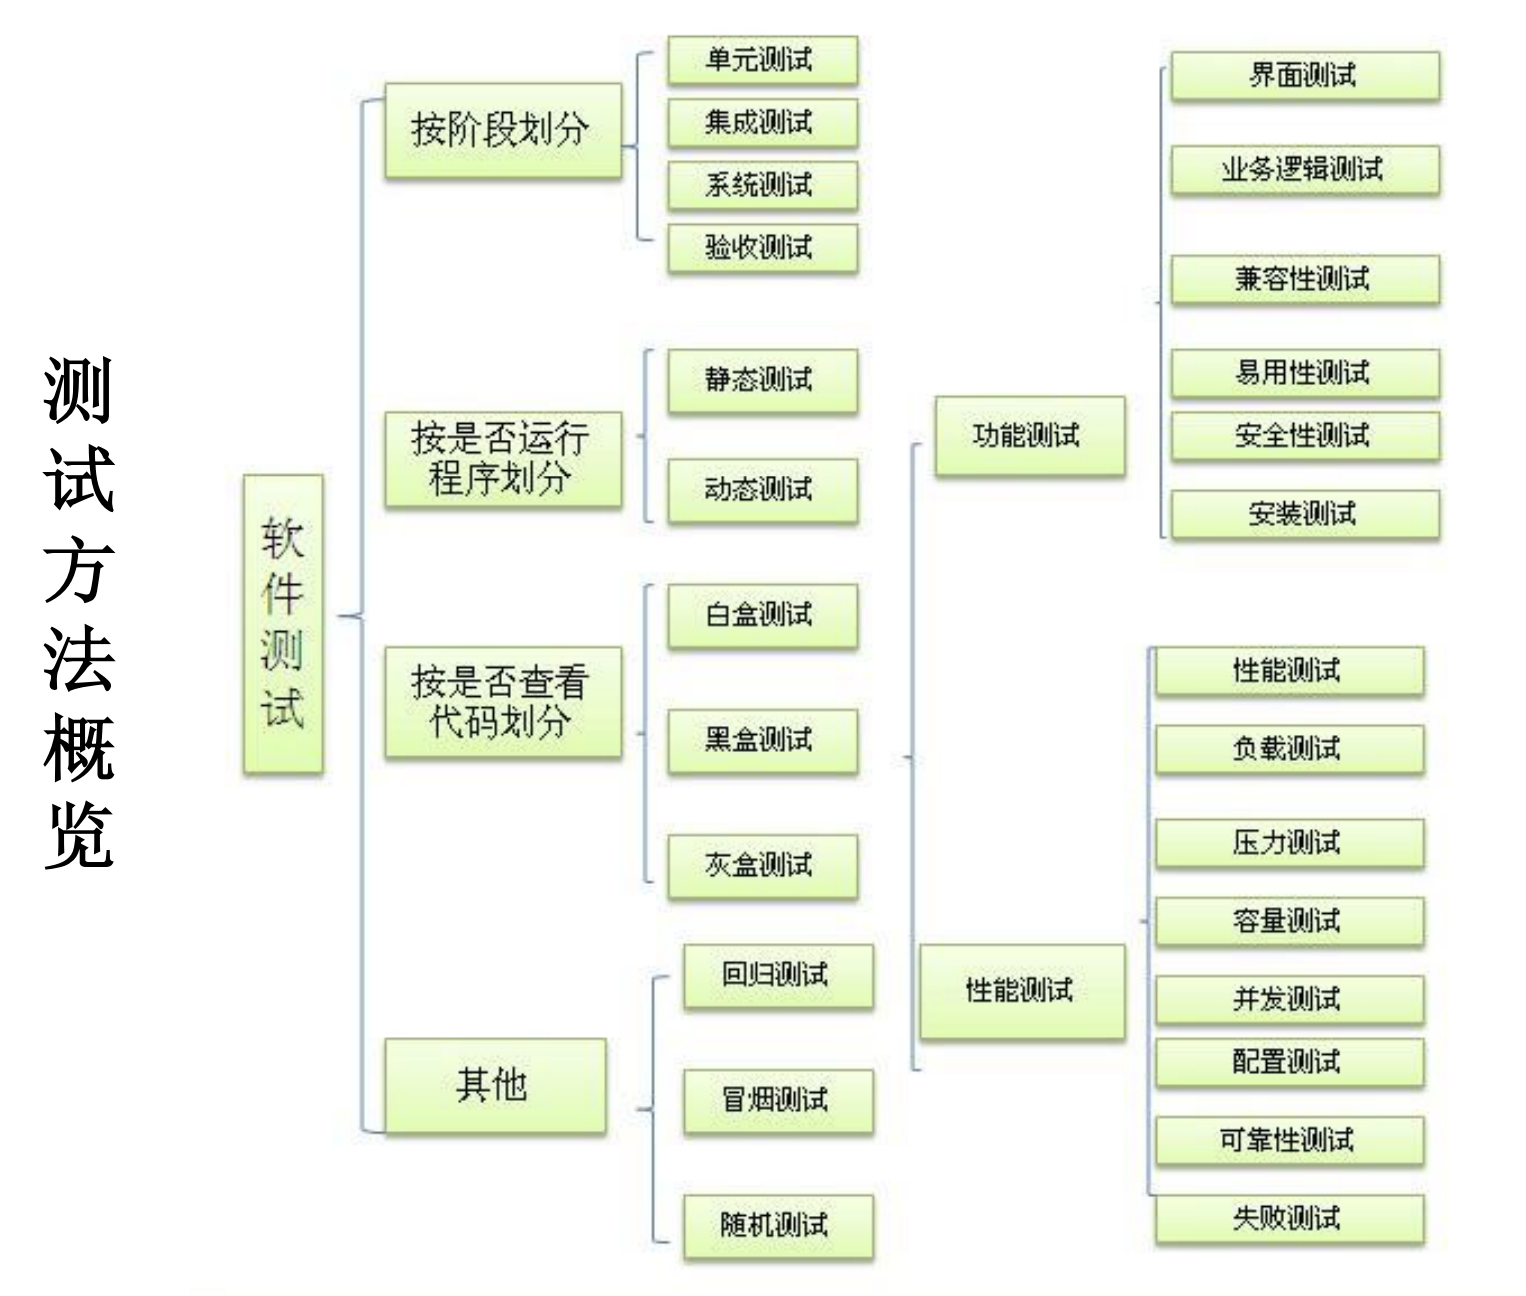 测试方法概览
软件测试
按阶段划分
单元测试
集成测试
系统测试
验收测试
按是否运行
程序划分
静态测试
动态测试
按是否查看
代码划分
白盒测试
黑盒测试
灰盒测试
其他
回归测试
冒烟测试
随机测试
功能测试
界面测试
业务逻辑测试
兼容性测试
易用性测试
安全性测试
安装测试
性能测试
性能测试
负载测试
压力测试
容量测试
并发测试
配置测试
可靠性测试
失败测试